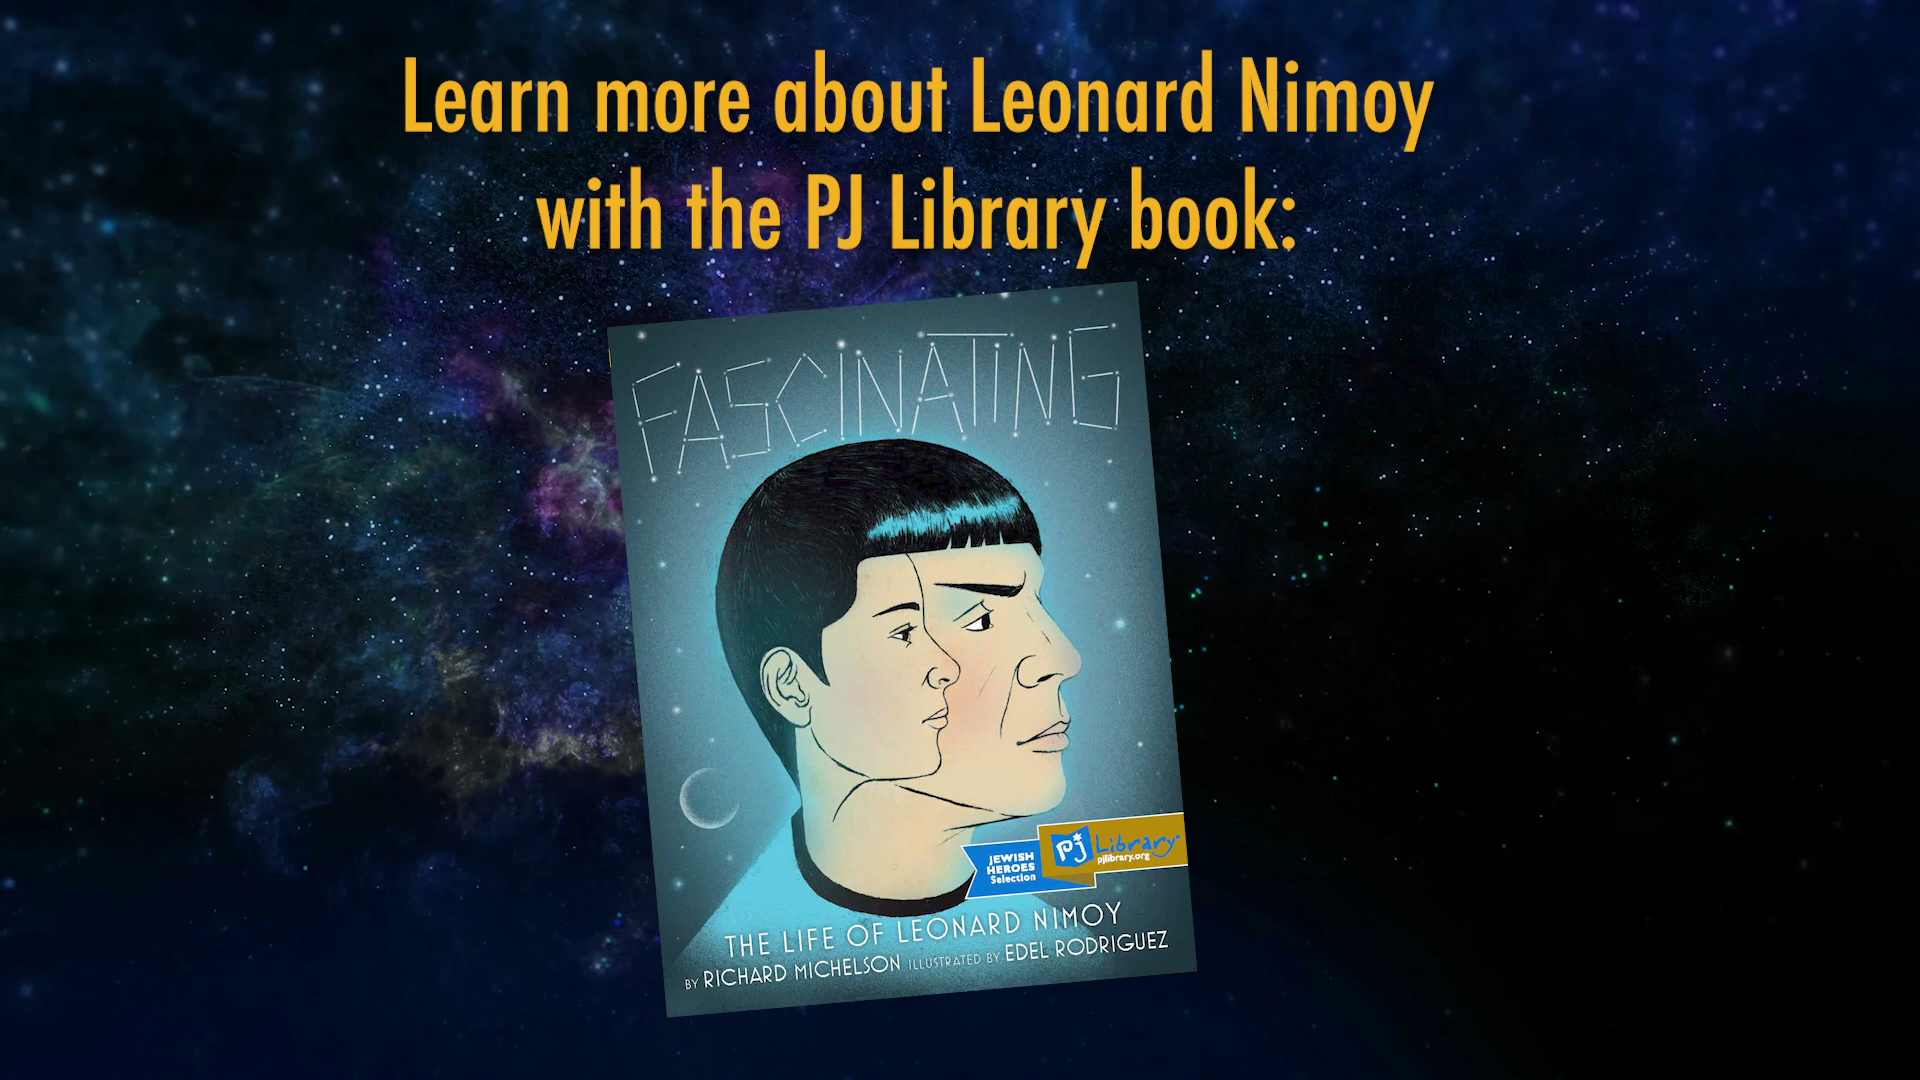 Learn more about Leonard Nimoy
with the PJ Library book:
FASCINATING
JEWISH
HEROES
Selection
PJ Library
pjlibrary.org
THE LIFE OF LEONARD NIMOY
BY RICHARD MICHELSON ILLUSTRATED BY EDEL RODRIGUEZ